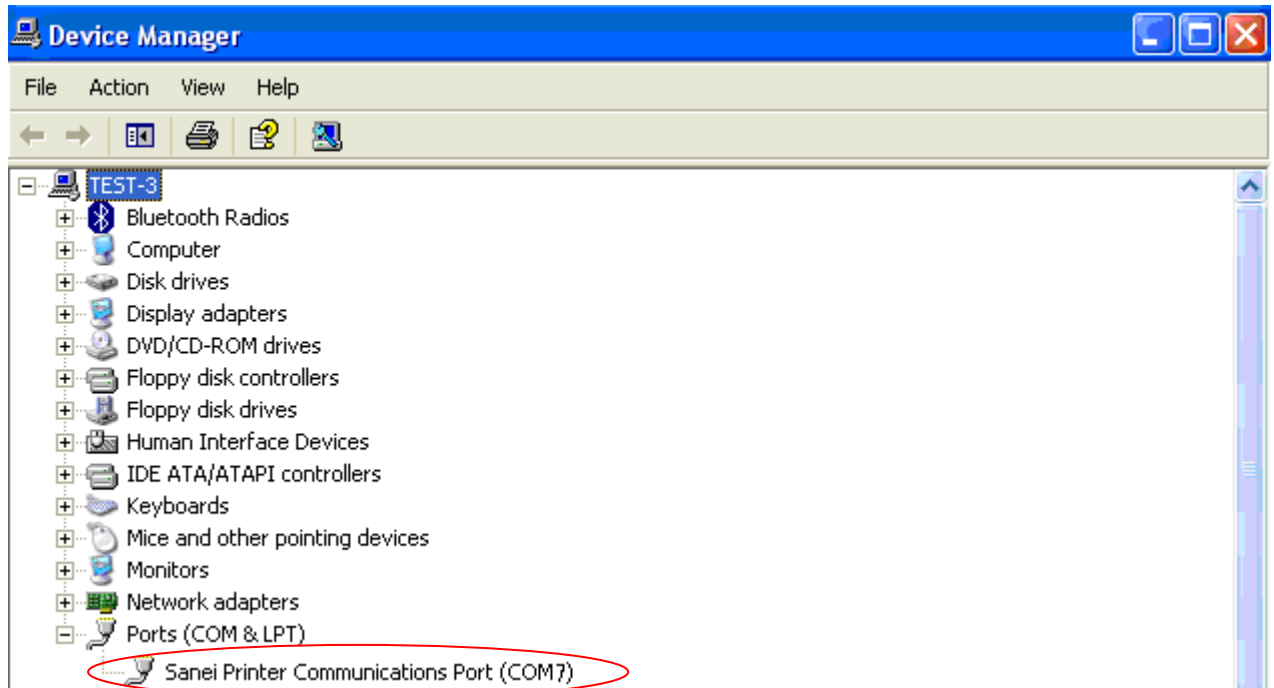 Device Manager
File Action View Help
TEST-3
Bluetooth Radios
Computer
Disk drives
Display adapters
DVD/CD-ROM drives
Floppy disk controllers
Floppy disk drives
Human Interface Devices
IDE ATA/ATAPI controllers
Keyboards
Mice and other pointing devices
Monitors
Network adapters
Ports (COM & LPT)
Sanei Printer Communications Port (COM7)